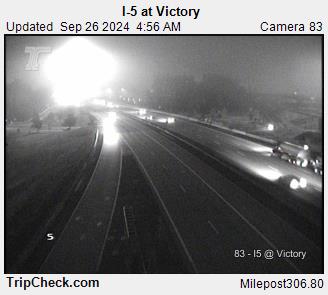 I-5 at Victory
Updated  Sep 26 2024  4:56 AM
Camera 83
S
83 - I5 @ Victory
TripCheck.com
Milepost306.80